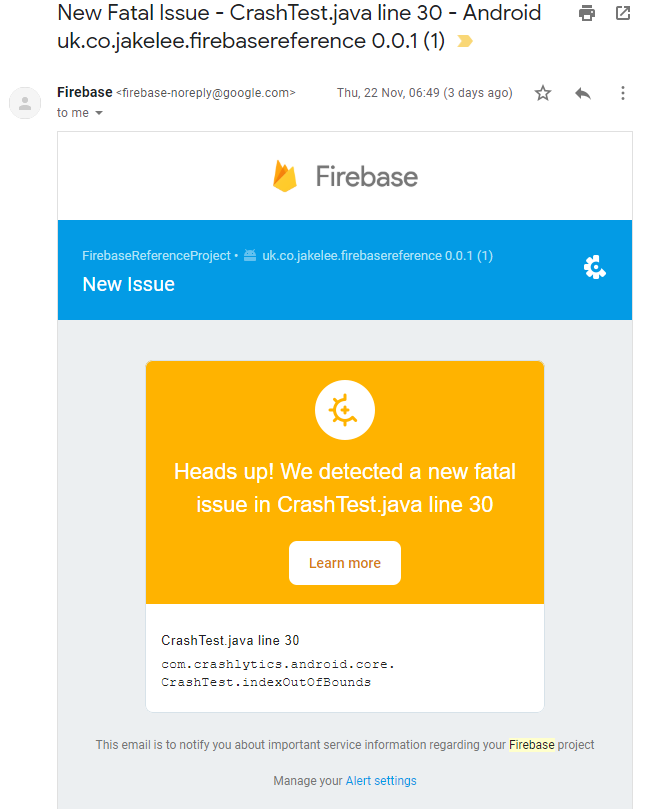 New Fatal Issue - CrashTest.java line 30 - Android
uk.co.jakelee.firebasereference 0.0.1 (1)
Firebase <firebase-noreply@google.com>
Thu, 22 Nov, 06:49 (3 days ago)
to me
Firebase
FirebaseReferenceProject • uk.co.jakelee.firebasereference 0.0.1 (1)
New Issue
Heads up! We detected a new fatal
issue in CrashTest.java line 30
Learn more
CrashTest.java line 30
com.crashlytics.android.core.
CrashTest.indexOutOfBounds
This email is to notify you about important service information regarding your Firebase project
Manage your Alert settings